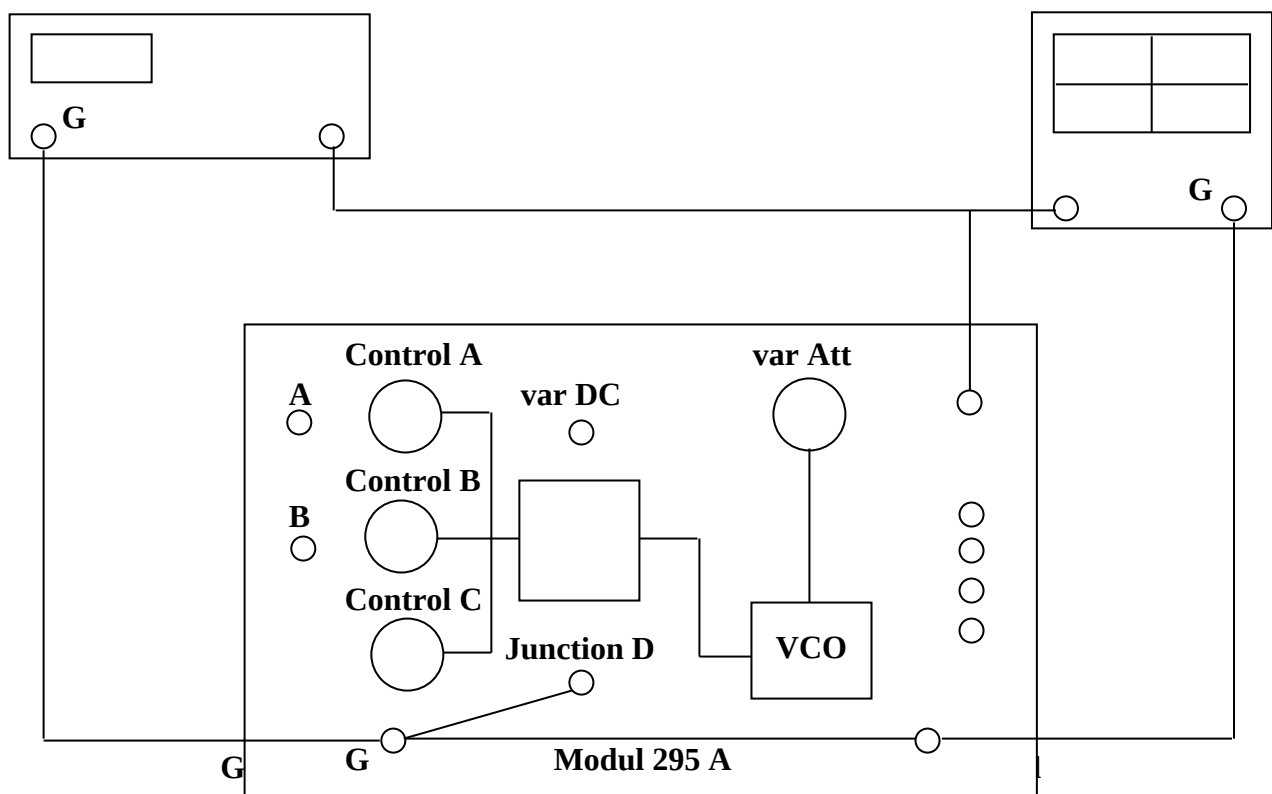 G
G
Control A
var Att
A
var DC
Control B
B
Control C
Junction D
VCO
G
G
Modul 295 A